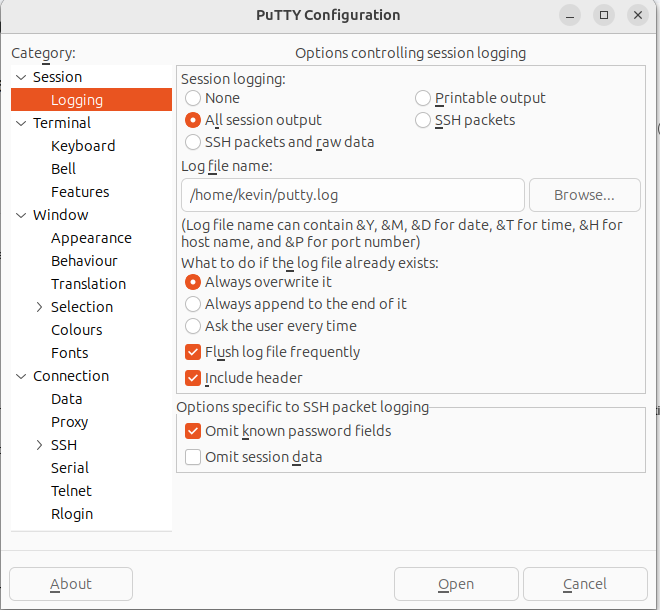 PuTTY Configuration
Category:
Session
Logging
Terminal
Keyboard
Bell
Features
Window
Appearance
Behaviour
Translation
Selection
Colours
Fonts
Connection
Data
Proxy
SSH
Serial
Telnet
Rlogin
Options controlling session logging
Session logging:
None
Printable output
All session output
SSH packets
SSH packets and raw data
Log file name:
/home/kevin/putty.log
Browse...
(Log file name can contain &Y, &M, &D for date, &T for time, &H for
host name, and &P for port number)
What to do if the log file already exists:
Always overwrite it
Always append to the end of it
Ask the user every time
Flush log file frequently
Include header
Options specific to SSH packet logging
Omit known password fields
Omit session data
About
Open
Cancel